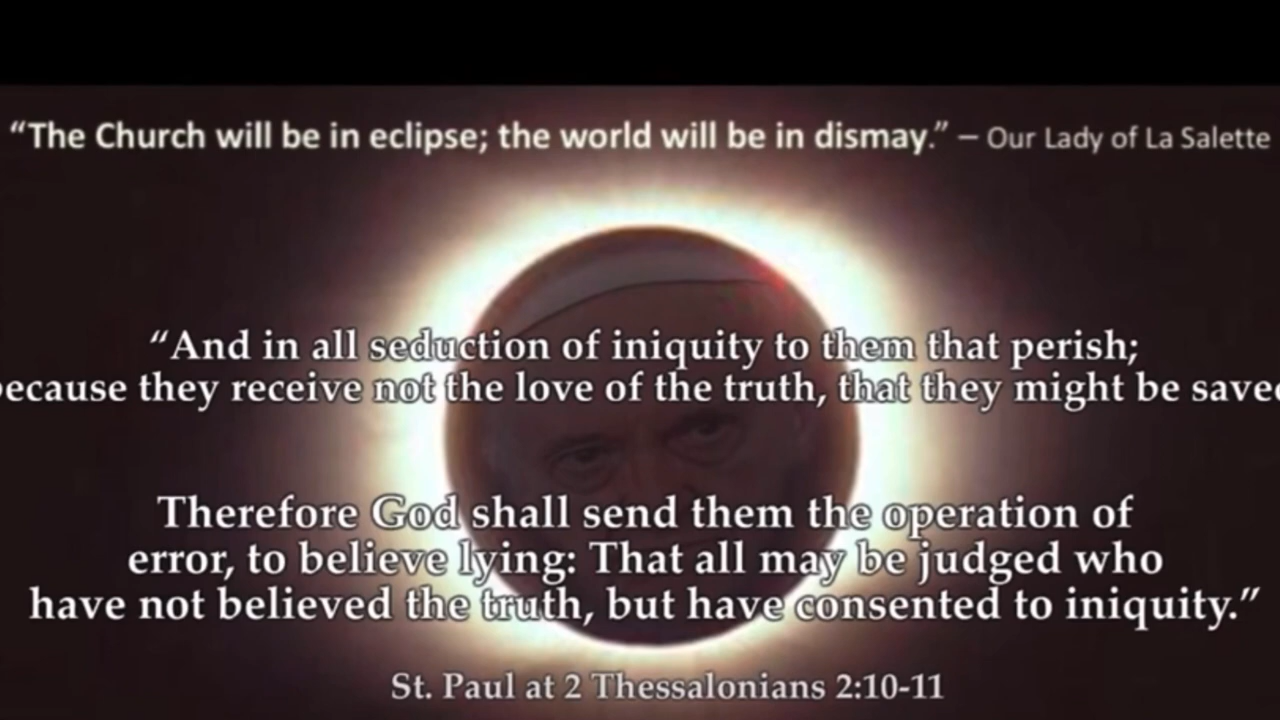 “The Church will be in eclipse; the world will be in dismay.” – Our Lady of La Salette
“And in all seduction of iniquity to them that perish;
ecause they receive not the love of the truth, that they might be save
Therefore God shall send them the operation of
error, to believe lying: That all may be judged who
have not believed the truth, but have consented to iniquity.”
St. Paul at 2 Thessalonians 2:10-11